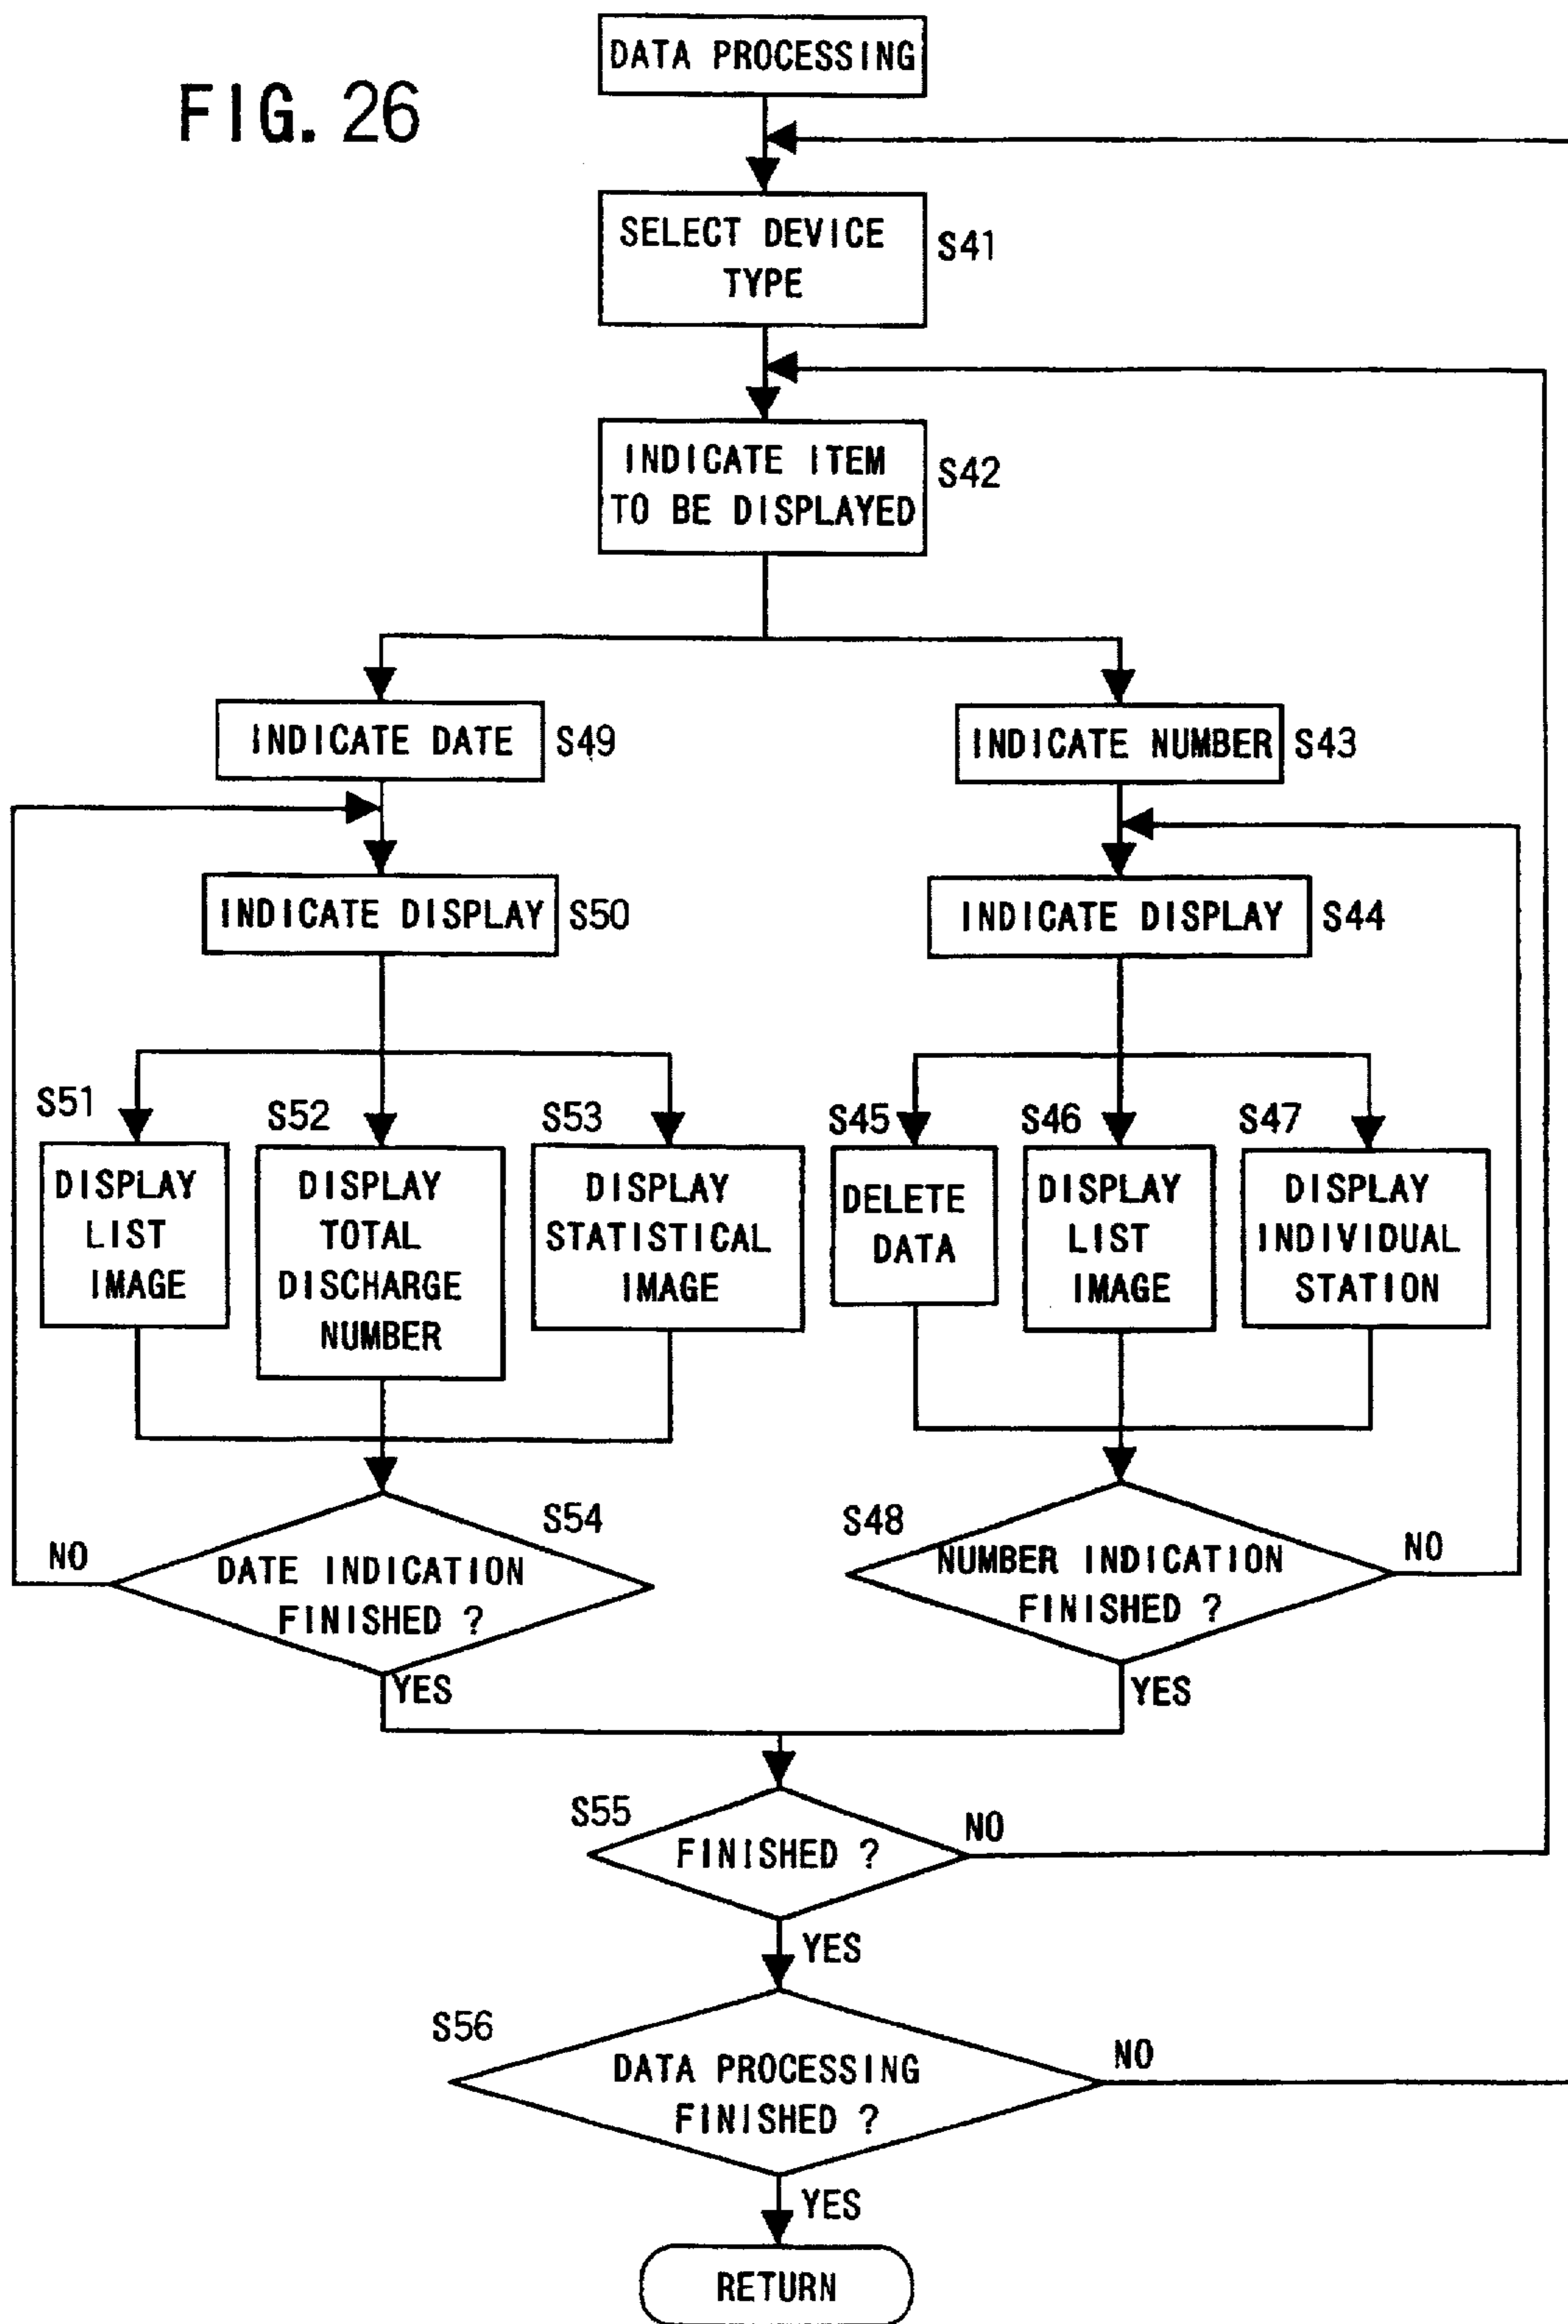 FIG. 26
DATA PROCESSING
SELECT DEVICE
TYPE
S41
INDICATE ITEM
TO BE DISPLAYED
S42
INDICATE DATE
S49
INDICATE NUMBER
S43
INDICATE DISPLAY
S50
INDICATE DISPLAY
S44
S51
DISPLAY
LIST
IMAGE
S52
DISPLAY
TOTAL
DISCHARGE
NUMBER
S53
DISPLAY
STATISTICAL
IMAGE
S45
DELETE
DATA
S46
DISPLAY
LIST
IMAGE
S47
DISPLAY
INDIVIDUAL
STATION
S54
NO
DATE INDICATION
FINISHED ?
YES
S48
NUMBER INDICATION
FINISHED ?
NO
YES
S55
FINISHED ?
NO
YES
S56
DATA PROCESSING
FINISHED ?
NO
YES
RETURN